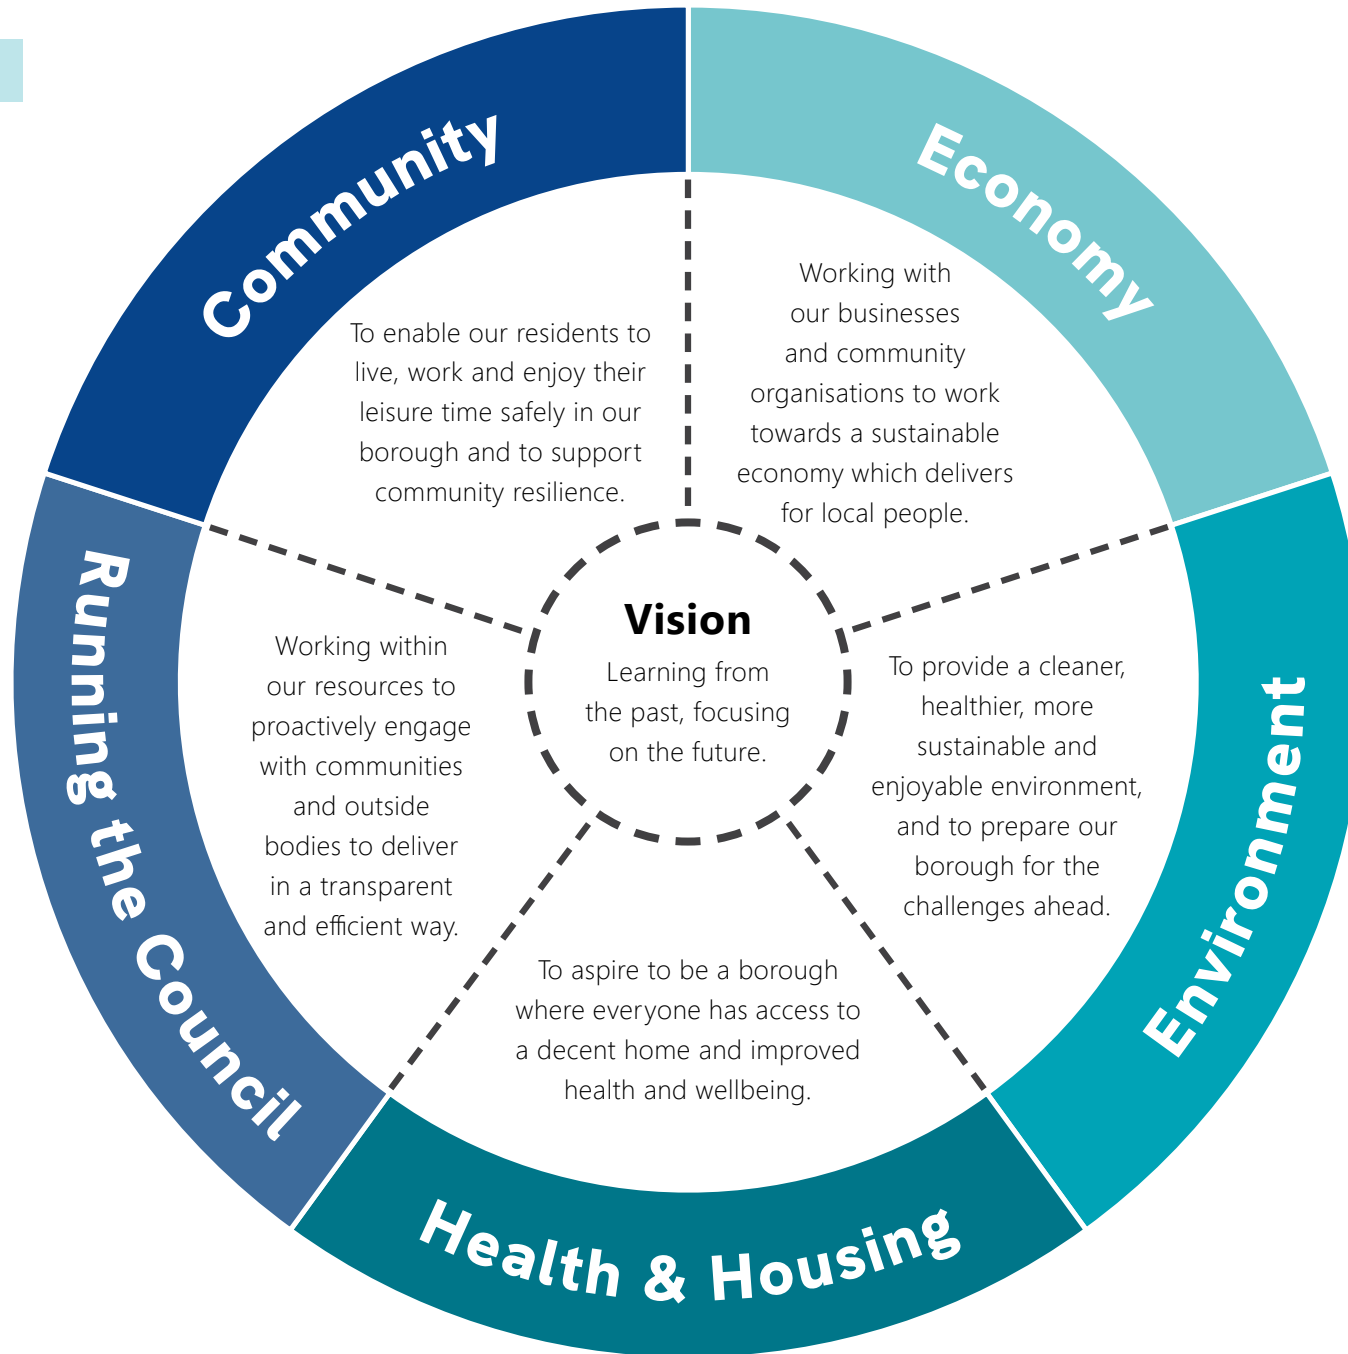 Community
To enable our residents to
live, work and enjoy their
leisure time safely in our
borough and to support
community resilience.
Economy
Working with
our businesses
and community
organisations to work
towards a sustainable
economy which delivers
for local people.
Vision
Learning from
the past, focusing
on the future.
Environment
To provide a cleaner,
healthier, more
sustainable and
enjoyable environment,
and to prepare our
borough for the
challenges ahead.
Health & Housing
To aspire to be a borough
where everyone has access to
a decent home and improved
health and wellbeing.
Running the Council
Working within
our resources to
proactively engage
with communities
and outside
bodies to deliver
in a transparent
and efficient way.